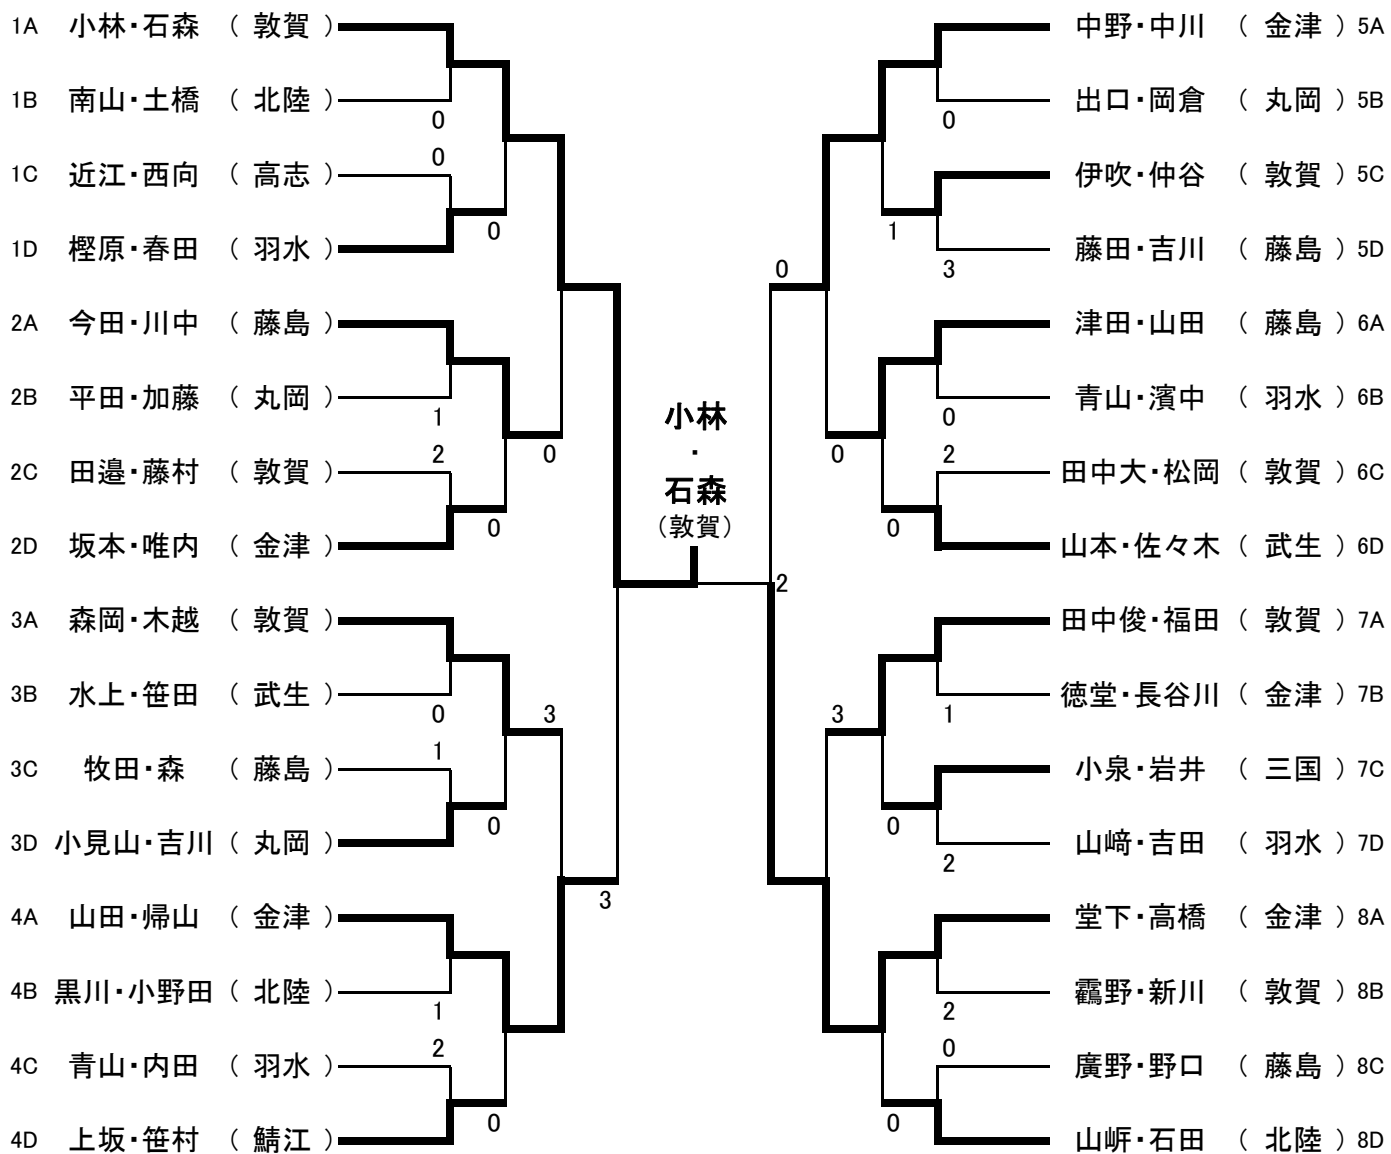 1A 小林・石森 （ 敦賀 ）
1B 南山・土橋 （ 北陸 ）
0
0
1C 近江・西向 （ 高志 ）
1D 樫原・春田 （ 羽水 ）
0
2A 今田・川中 （ 藤島 ）
2B 平田・加藤 （ 丸岡 ）
1
2
0
2C 田邉・藤村 （ 敦賀 ）
2D 坂本・唯内 （ 金津 ）
0
3A 森岡・木越 （ 敦賀 ）
3B 水上・笹田 （ 武生 ）
0
3
1
3C 牧田・森 （ 藤島 ）
3D 小見山・吉川 （ 丸岡 ）
0
3
4A 山田・帰山 （ 金津 ）
4B 黒川・小野田 （ 北陸 ）
1
2
4C 青山・内田 （ 羽水 ）
4D 上坂・笹村 （ 鯖江 ）
0
小林
・
石森
（敦賀）
2
中野・中川 （ 金津 ） 5A
出口・岡倉 （ 丸岡 ） 5B
0
伊吹・仲谷 （ 敦賀 ） 5C
1
藤田・吉川 （ 藤島 ） 5D
3
0
津田・山田 （ 藤島 ） 6A
青山・濱中 （ 羽水 ） 6B
0
0
2
田中大・松岡 （ 敦賀 ） 6C
0
山本・佐々木 （ 武生 ） 6D
田中俊・福田 （ 敦賀 ） 7A
徳堂・長谷川 （ 金津 ） 7B
1
3
小泉・岩井 （ 三国 ） 7C
0
山﨑・吉田 （ 羽水 ） 7D
2
堂下・高橋 （ 金津 ） 8A
靏野・新川 （ 敦賀 ） 8B
2
0
廣野・野口 （ 藤島 ） 8C
0
山岍・石田 （ 北陸 ） 8D